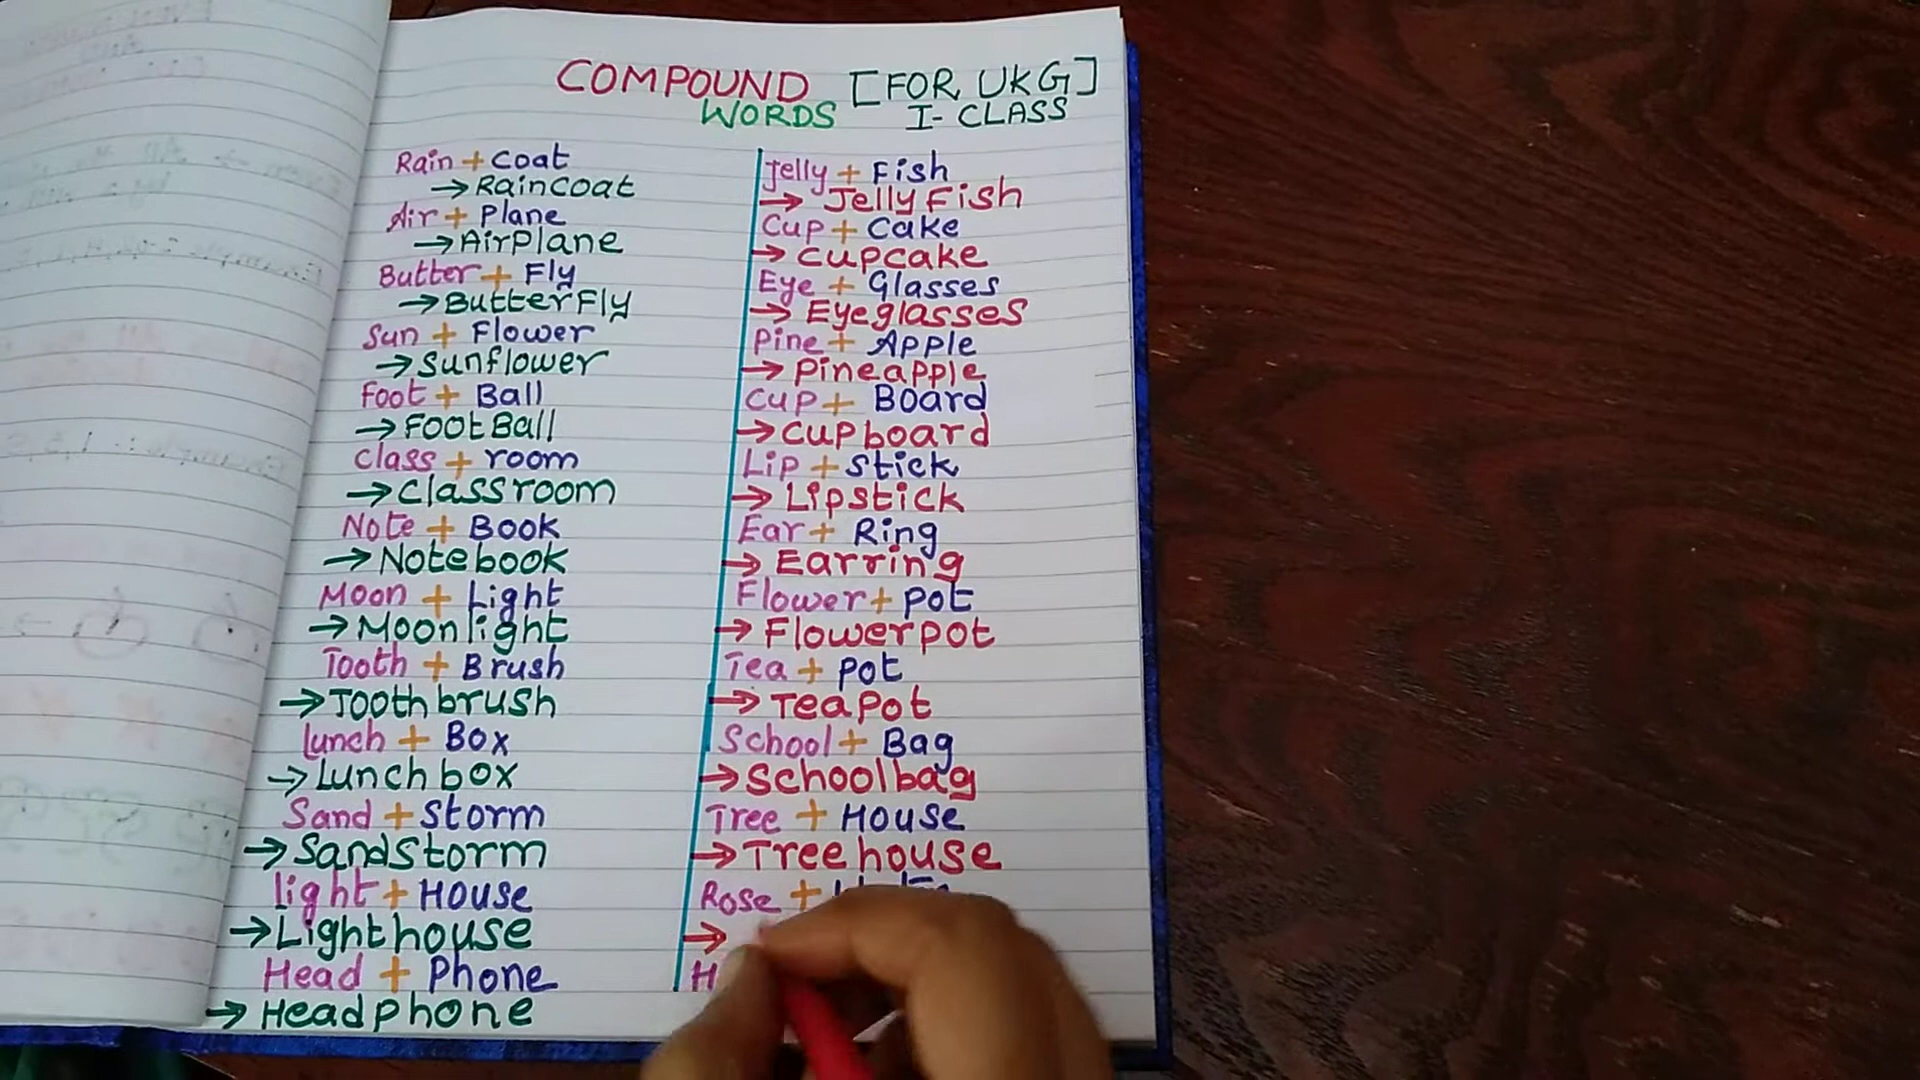 COMPOUND [FOR UKG]
WORDS I- CLASS
Rain + Coat
→ Raincoat
Air + Plane
→ AirPlane
Butter + Fly
→ ButterFly
Sun + Flower
→ Sunflower
Foot + Ball
→ FootBall
Class + room
→ Classroom
Note + Book
→ Notebook
Moon + Light
→ Moonlight
Tooth + Brush
→ Toothbrush
Lunch + Box
→ Lunchbox
Sand + Storm
→ Sandstorm
light + House
→ Lighthouse
Head + Phone
→ Headphone
Jelly + Fish
→ JellyFish
Cup + Cake
→ Cupcake
Eye + Glasses
→ Eyeglasses
Pine + Apple
→ Pineapple
Cup + Board
→ Cupboard
Lip + Stick
→ Lipstick
Ear + Ring
→ Earring
Flower + Pot
→ Flowerpot
Tea + Pot
→ TeaPot
School + Bag
→ Schoolbag
Tree + House
→ Treehouse
Rose +
→
H